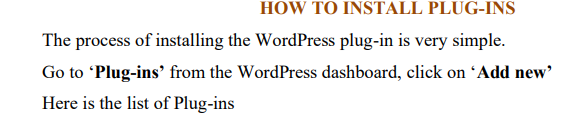 HOW TO INSTALL PLUG-INS
The process of installing the WordPress plug-in is very simple.
Go to ‘Plug-ins’ from the WordPress dashboard, click on ‘Add new’
Here is the list of Plug-ins